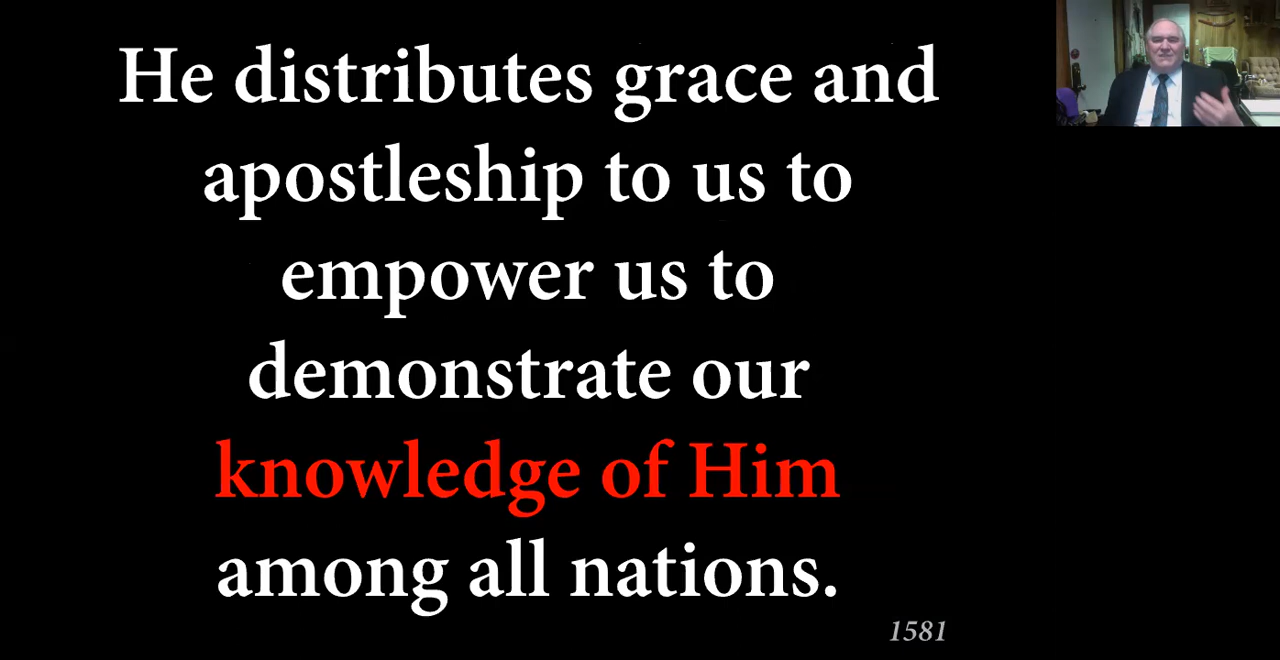 He distributes grace and
apostleship to us to
empower us to
demonstrate our
knowledge of Him
among all nations.
1581